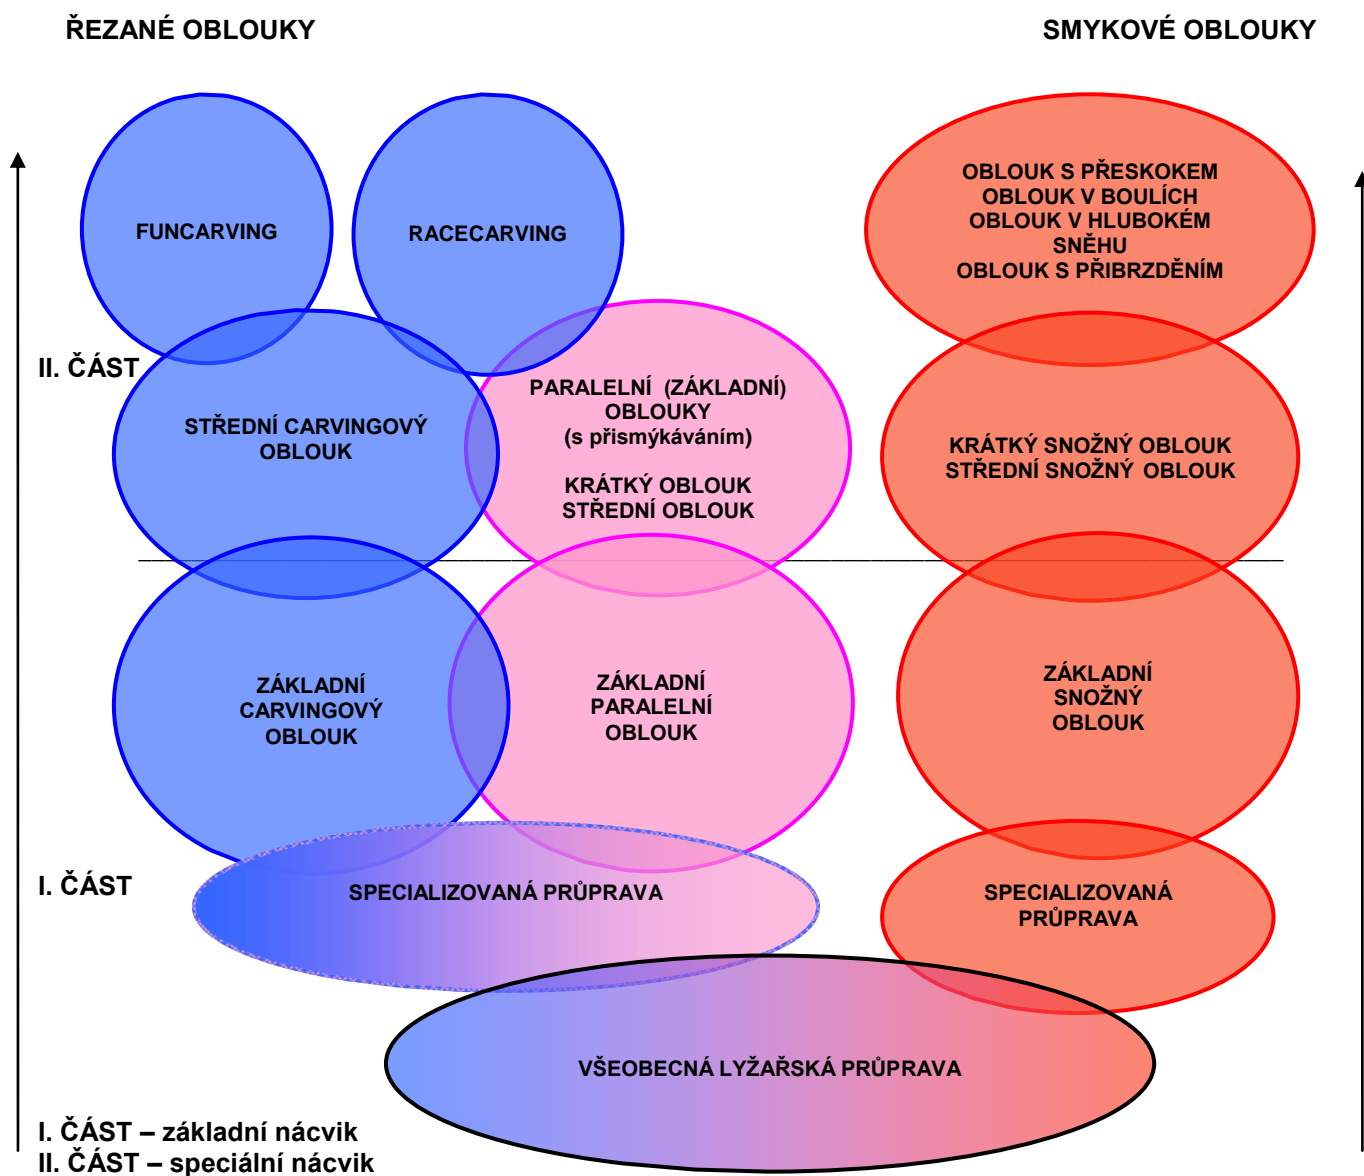 ŘEZANÉ OBLOUKY
SMYKOVÉ OBLOUKY
FUNCARVING
RACECARVING
OBLOUK S PŘESKOKEM
OBLOUK V BOULÍCH
OBLOUK V HLUBOKÉM
SNĚHU
OBLOUK S PŘIBRZDĚNÍM
II. ČÁST
STŘEDNÍ CARVINGOVÝ
OBLOUK
PARALELNÍ (ZÁKLADNÍ)
OBLOUKY
(s přismýkáváním)
KRÁTKÝ OBLOUK
STŘEDNÍ OBLOUK
KRÁTKÝ SNOŽNÝ OBLOUK
STŘEDNÍ SNOŽNÝ OBLOUK
ZÁKLADNÍ
CARVINGOVÝ
OBLOUK
ZÁKLADNÍ
PARALELNÍ
OBLOUK
ZÁKLADNÍ
SNOŽNÝ
OBLOUK
I. ČÁST
SPECIALIZOVANÁ PRŮPRAVA
SPECIALIZOVANÁ
PRŮPRAVA
VŠEOBECNÁ LYŽAŘSKÁ PRŮPRAVA
I. ČÁST – základní nácvik
II. ČÁST – speciální nácvik